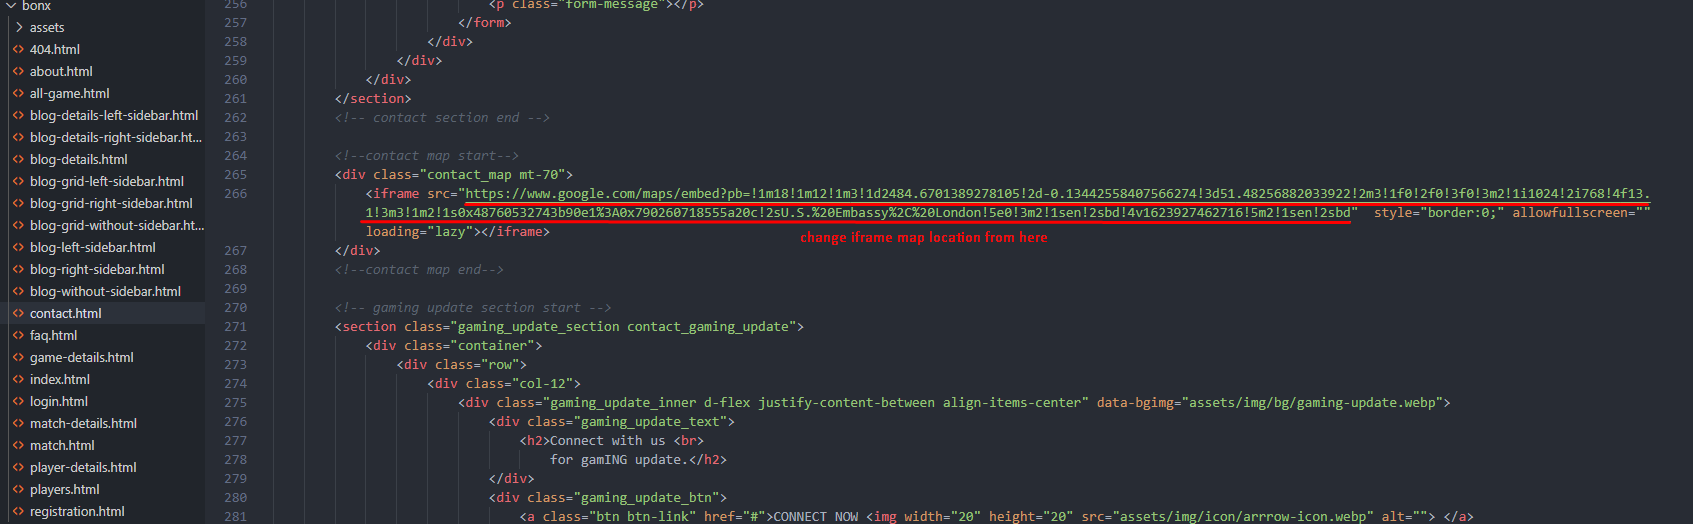 bonx
assets
404.html
about.html
all-game.html
blog-details-left-sidebar.html
blog-details-right-sidebar.ht...
blog-details.html
blog-grid-left-sidebar.html
blog-grid-right-sidebar.html
blog-grid-without-sidebar.ht...
blog-left-sidebar.html
blog-right-sidebar.html
blog-without-sidebar.html
contact.html
faq.html
game-details.html
index.html
login.html
match-details.html
match.html
player-details.html
players.html
registration.html
256 <p class="form-message"></p>
257 </form>
258 </div>
259 </div>
260 </div>
261 </section>
262 <!-- contact section end -->
263
264 <!--contact map start-->
265 <div class="contact_map mt-70">
266 <iframe src="https://www.google.com/maps/embed?pb=!1m18!1m12!1m3!1d2484.6701389278105!2d-0.13442558407566274!3d51.48256882033922!2m3!1f0!2f0!3f0!3m2!1i1024!2i768!4f13.
1!3m3!1m2!1s0x48760532743b90e1%3A0x790260718555a20c!2sU.S.%20Embassy%2C%20London!5e0!3m2!1sen!2sbd!4v1623927462716!5m2!1sen!2sbd" style="border:0;" allowfullscreen=""
loading="lazy"></iframe>
change iframe map location from here
267 </div>
268 <!--contact map end-->
269
270 <!-- gaming update section start -->
271 <section class="gaming_update_section contact_gaming_update">
272 <div class="container">
273 <div class="row">
274 <div class="col-12">
275 <div class="gaming_update_inner d-flex justify-content-between align-items-center" data-bgimg="assets/img/bg/gaming-update.webp">
276 <div class="gaming_update_text">
277 <h2>Connect with us <br>
278 for gamING update.</h2>
279 </div>
280 <div class="gaming_update_btn">
281 <a class="btn btn-link" href="#">CONNECT NOW <img width="20" height="20" src="assets/img/icon/arrrow-icon.webp" alt=""> </a>